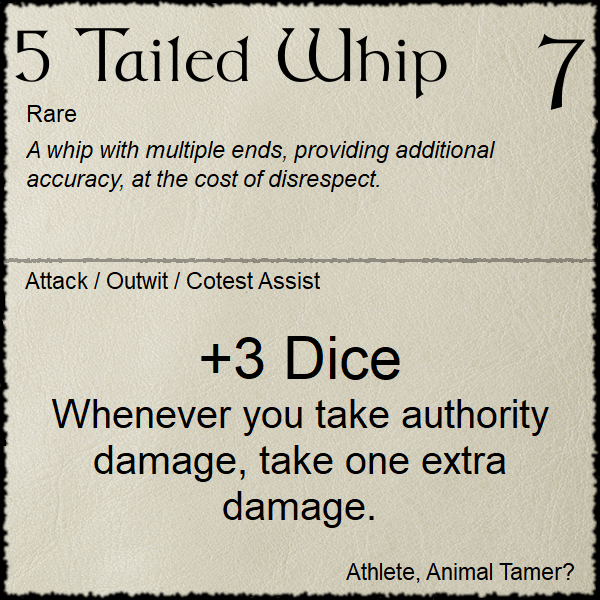 5 Tailed Whip 7
Rare
A whip with multiple ends, providing additional
accuracy, at the cost of disrespect.
Attack / Outwit / Cotest Assist
+3 Dice
Whenever you take authority
damage, take one extra
damage.
Athlete, Animal Tamer?